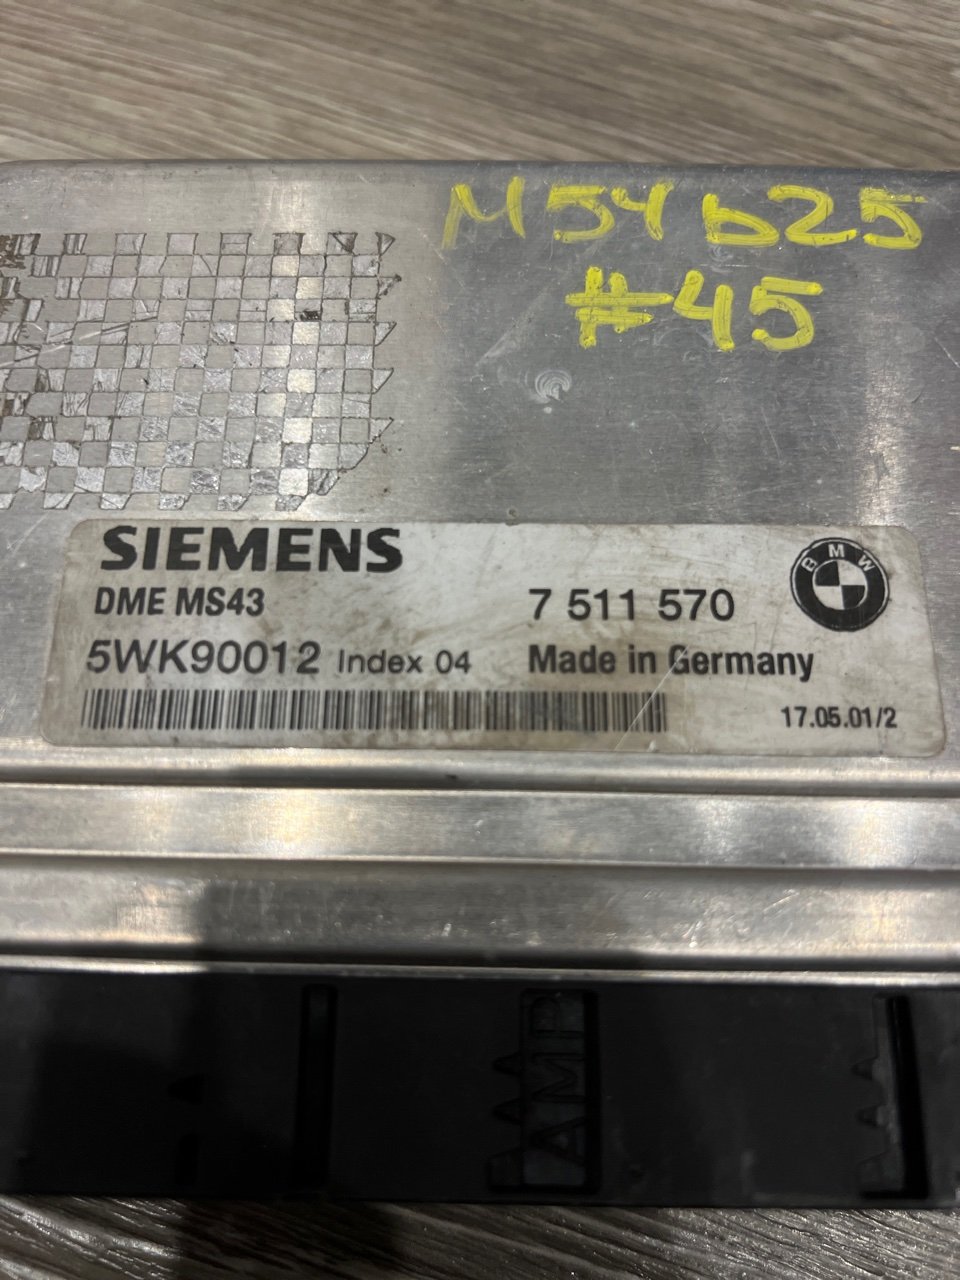 M54b25
#45
SIEMENS
DME MS43
7 511 570
BMW
5WK90012 Index 04
Made in Germany
17.05.01/2
AMP